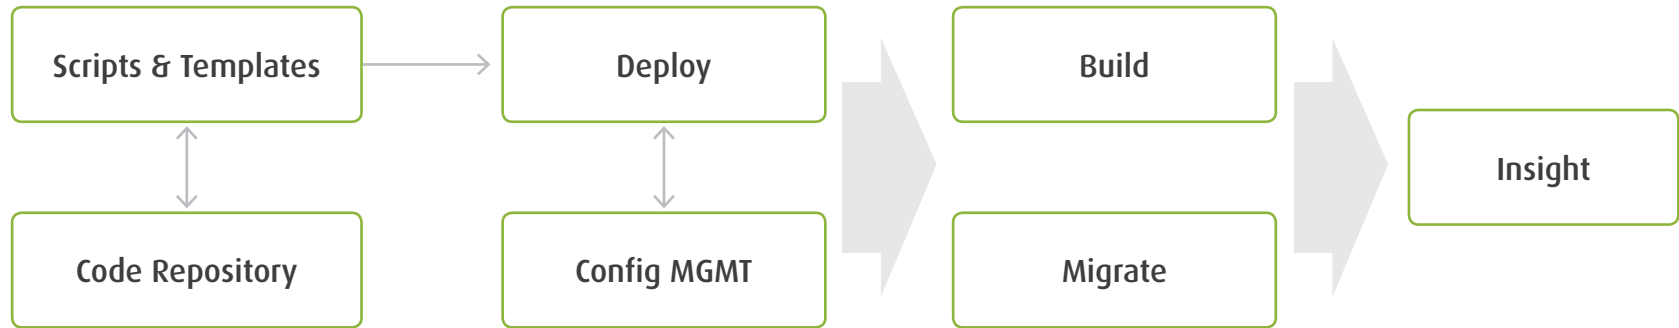 Scripts & Templates
Deploy
Build
Insight
Code Repository
Config MGMT
Migrate